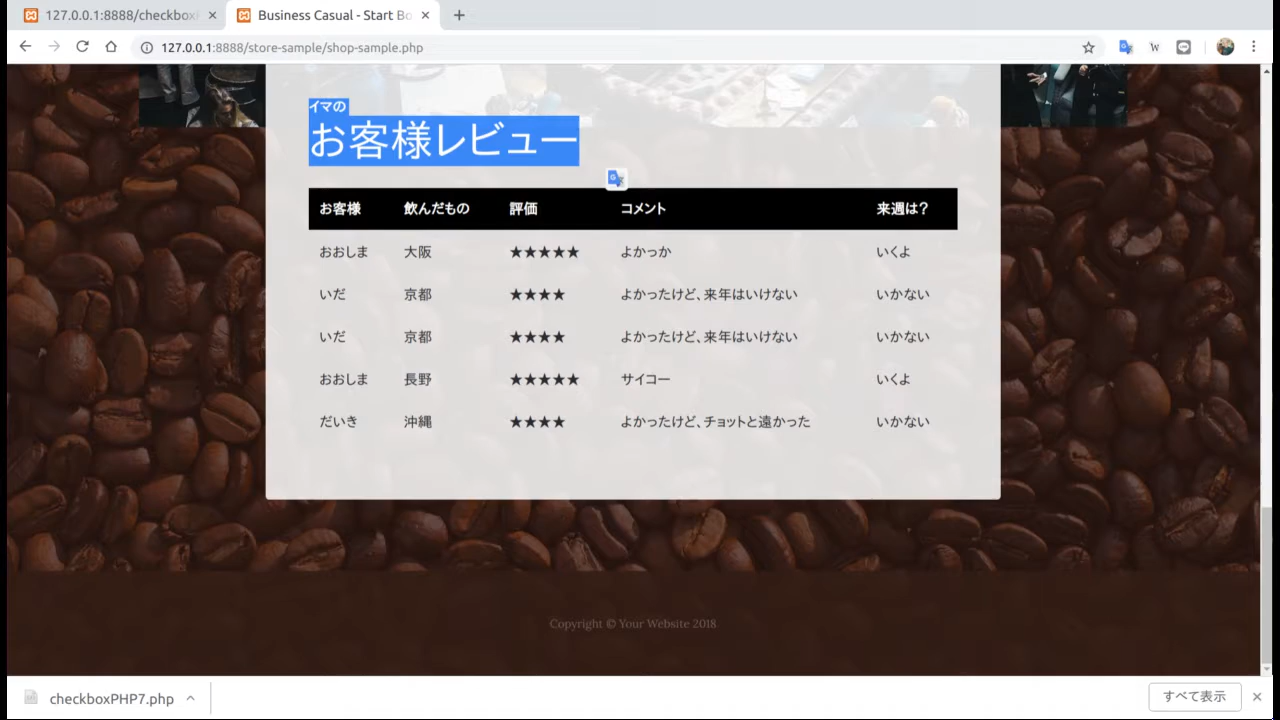 127.0.0.1:8888/checkbox
Business Casual - Start Bo
127.0.0.1:8888/store-sample/shop-sample.php
イマの
お客様レビュー
お客様 飲んだもの 評価 コメント 来週は?
おおしま 大阪 ★★★★★ よかっか いくよ
いだ 京都 ★★★★ よかったけど、来年はいけない いかない
いだ 京都 ★★★★ よかったけど、来年はいけない いかない
おおしま 長野 ★★★★★ サイコー いくよ
だいき 沖縄 ★★★★ よかったけど、チョットと遠かった いかない
Copyright © Your Website 2018
checkboxPHP7.php
すべて表示